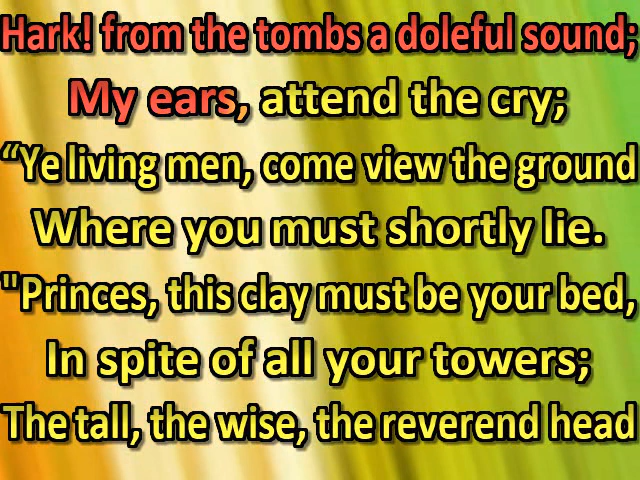 Hark! from the tombs a doleful sound;
My ears, attend the cry;
“Ye living men, come view the ground
Where you must shortly lie.
"Princes, this clay must be your bed,
In spite of all your towers;
The tall, the wise, the reverend head